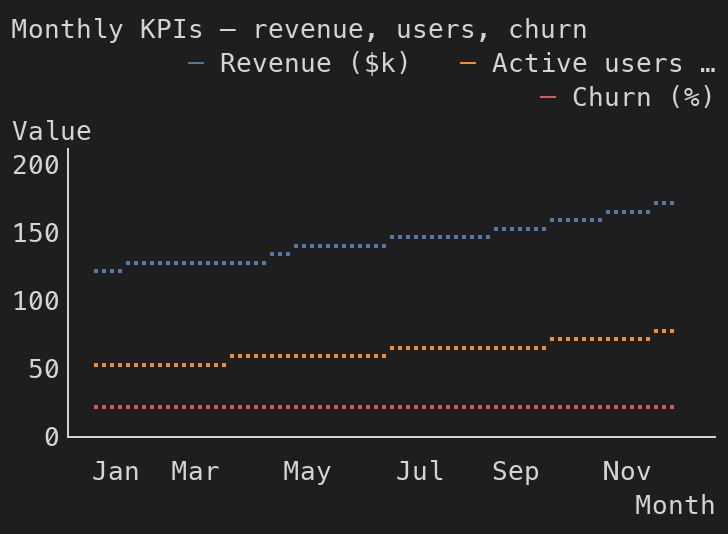 Monthly KPIs — revenue, users, churn
— Revenue ($k) — Active users …
— Churn (%)
Value
200
150
100
50
0
Jan Mar May Jul Sep Nov
Month